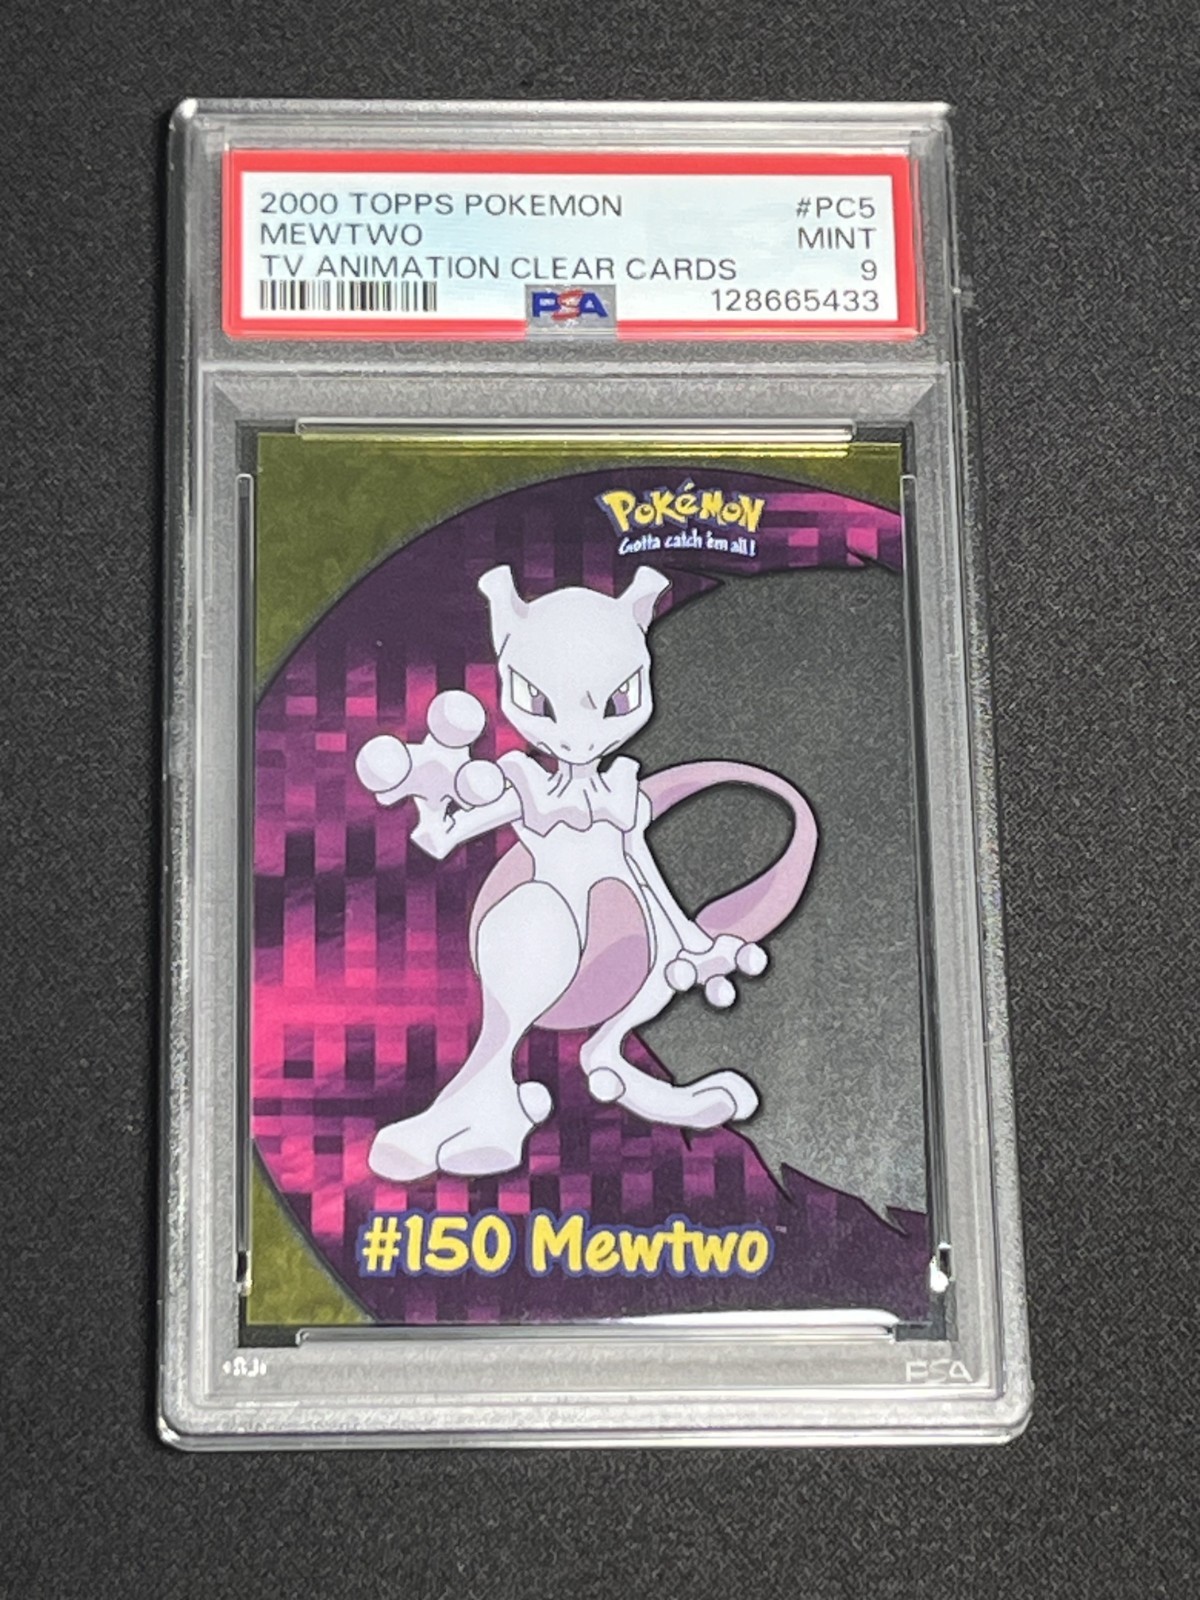 2000 TOPPS POKEMON #PC5
MEWTWO MINT
TV ANIMATION CLEAR CARDS 9
PSA 128665433
POKéMON
Gotta catch 'em all!
#150 Mewtwo
PSA